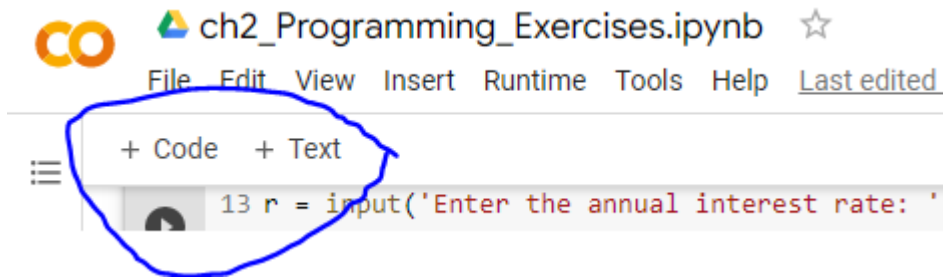 ch2_Programming_Exercises.ipynb
File Edit View Insert Runtime Tools Help Last edited
+ Code + Text
13 r = input('Enter the annual interest rate: '